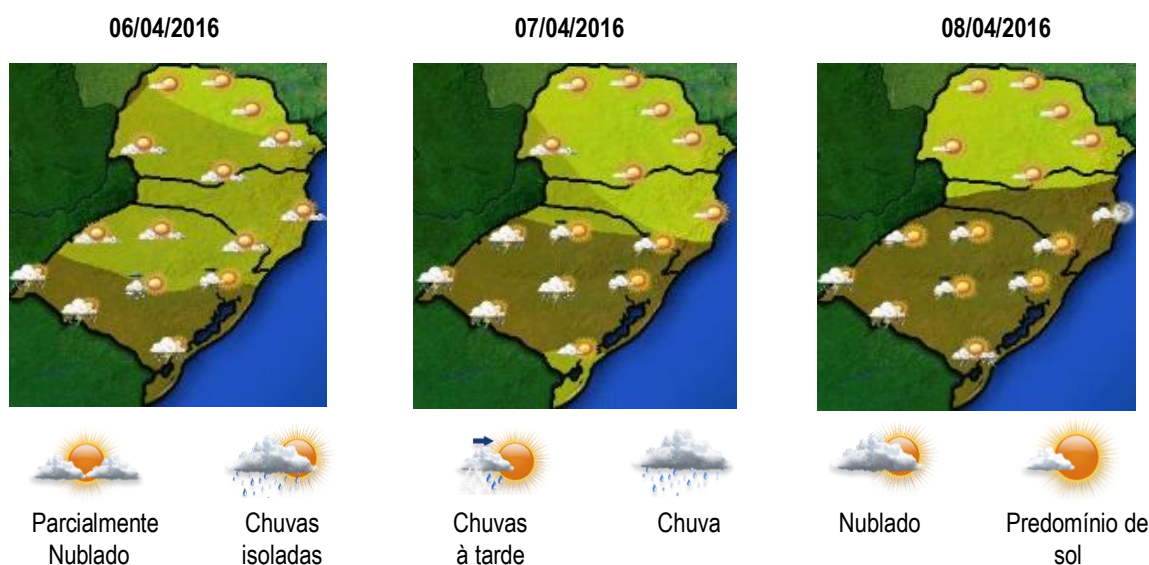 06/04/2016
07/04/2016
08/04/2016
Parcialmente
Nublado
Chuvas
isoladas
Chuvas
à tarde
Chuva
Nublado
Predomínio de
sol